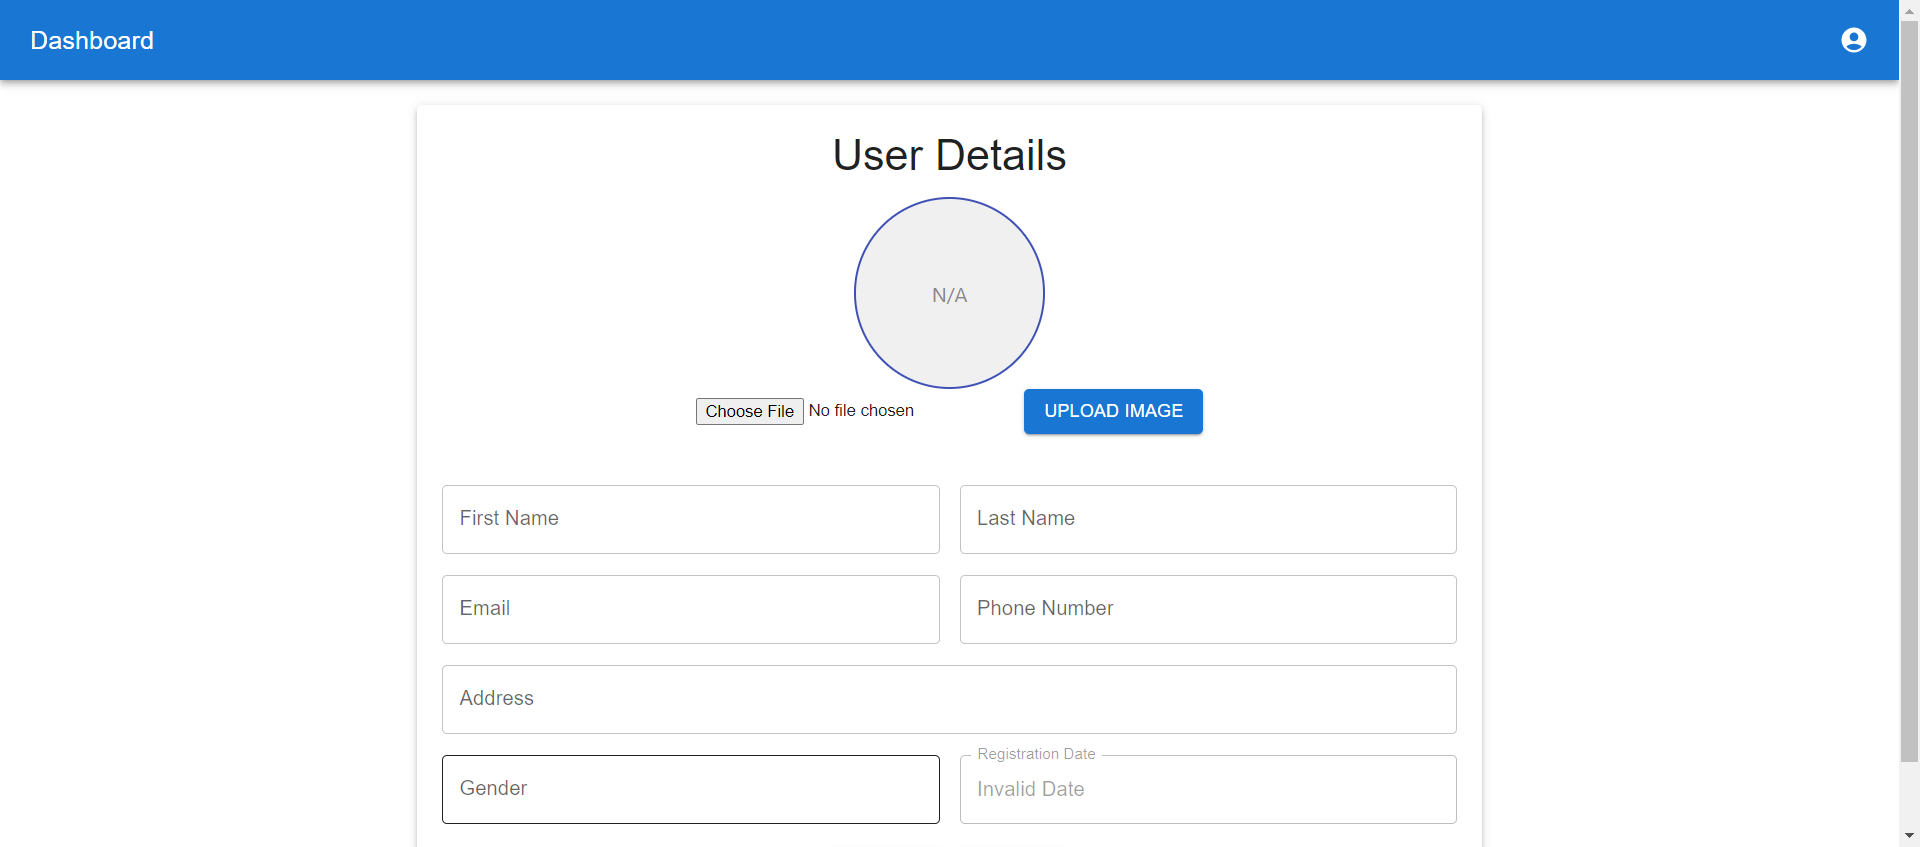 Dashboard
User Details
N/A
Choose File No file chosen
UPLOAD IMAGE
First Name
Last Name
Email
Phone Number
Address
Gender
Registration Date
Invalid Date